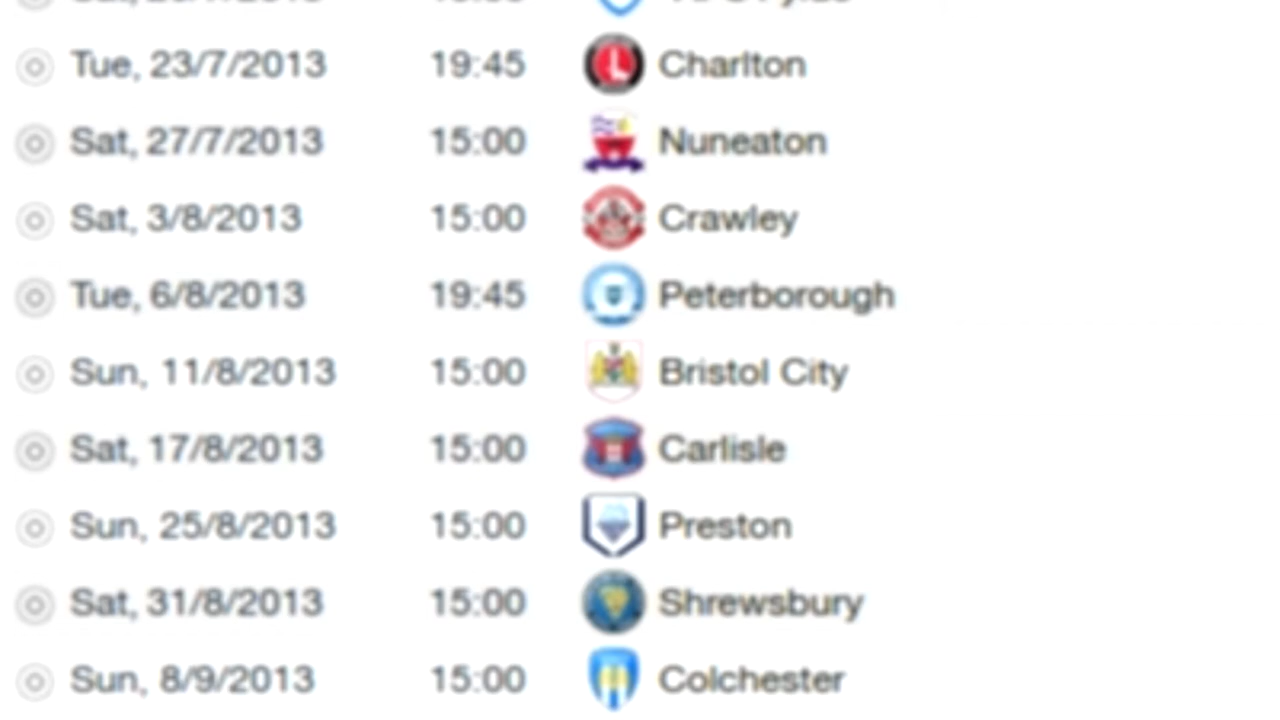 Tue, 23/7/2013 19:45 Charlton
Sat, 27/7/2013 15:00 Nuneaton
Sat, 3/8/2013 15:00 Crawley
Tue, 6/8/2013 19:45 Peterborough
Sun, 11/8/2013 15:00 Bristol City
Sat, 17/8/2013 15:00 Carlisle
Sun, 25/8/2013 15:00 Preston
Sat, 31/8/2013 15:00 Shrewsbury
Sun, 8/9/2013 15:00 Colchester